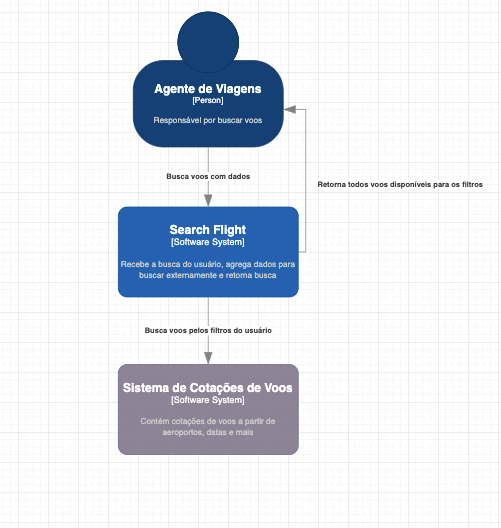 Agente de Viagens
[Person]
Responsável por buscar voos
Busca voos com dados
Retorna todos voos disponíveis para os filtros
Search Flight
[Software System]
Recebe a busca do usuário, agrega dados para
buscar externamente e retorna busca
Busca voos pelos filtros do usuário
Sistema de Cotações de Voos
[Software System]
Contém cotações de voos a partir de
aeroportos, datas e mais